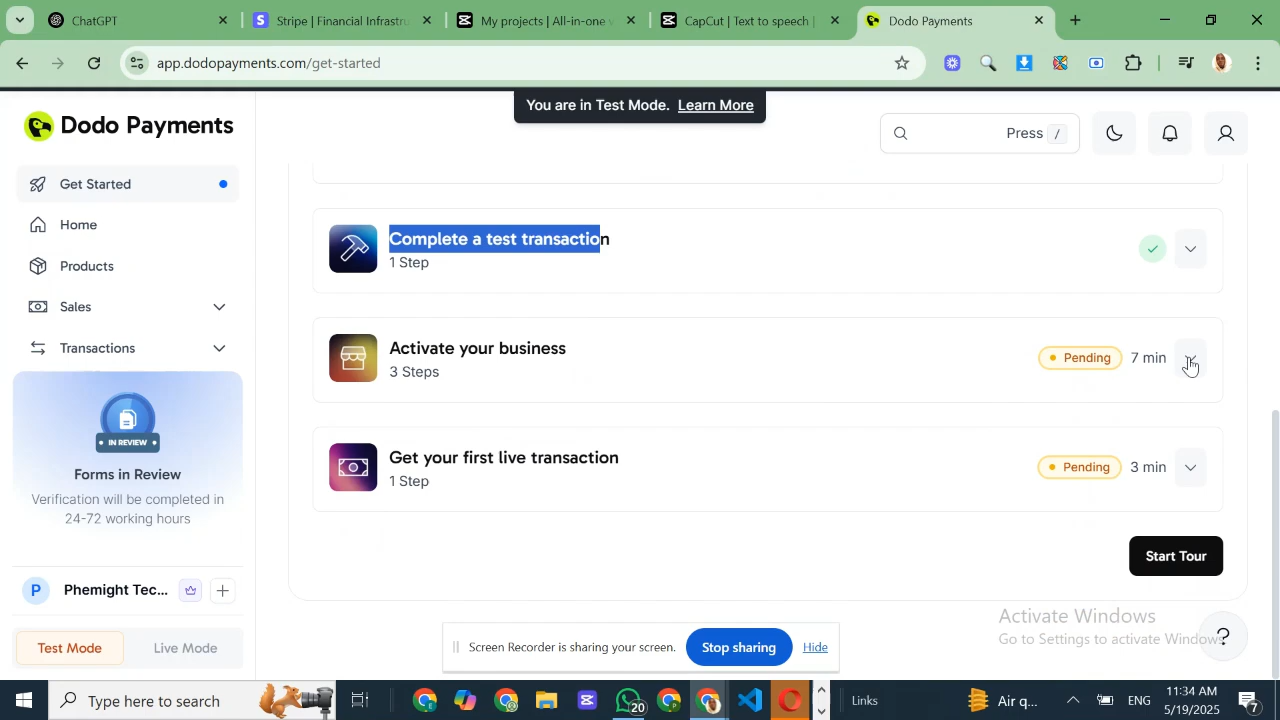 ChatGPT
Stripe | Financial Infrastru
My projects | All-in-one v
CapCut | Text to speech |
Dodo Payments
app.dodopayments.com/get-started
You are in Test Mode. Learn More
Dodo Payments
Press /
Get Started
Home
Products
Sales
Transactions
IN REVIEW
Forms in Review
Verification will be completed in
24-72 working hours
P Phemight Tec...
Test Mode Live Mode
Complete a test transaction
1 Step
Activate your business
3 Steps
Pending 7 min
Get your first live transaction
1 Step
Pending 3 min
Start Tour
Activate Windows
Go to Settings to activate Windows.
?
Screen Recorder is sharing your screen. Stop sharing Hide
Type here to search
20
Links
Air q...
ENG
11:34 AM
5/19/2025
7